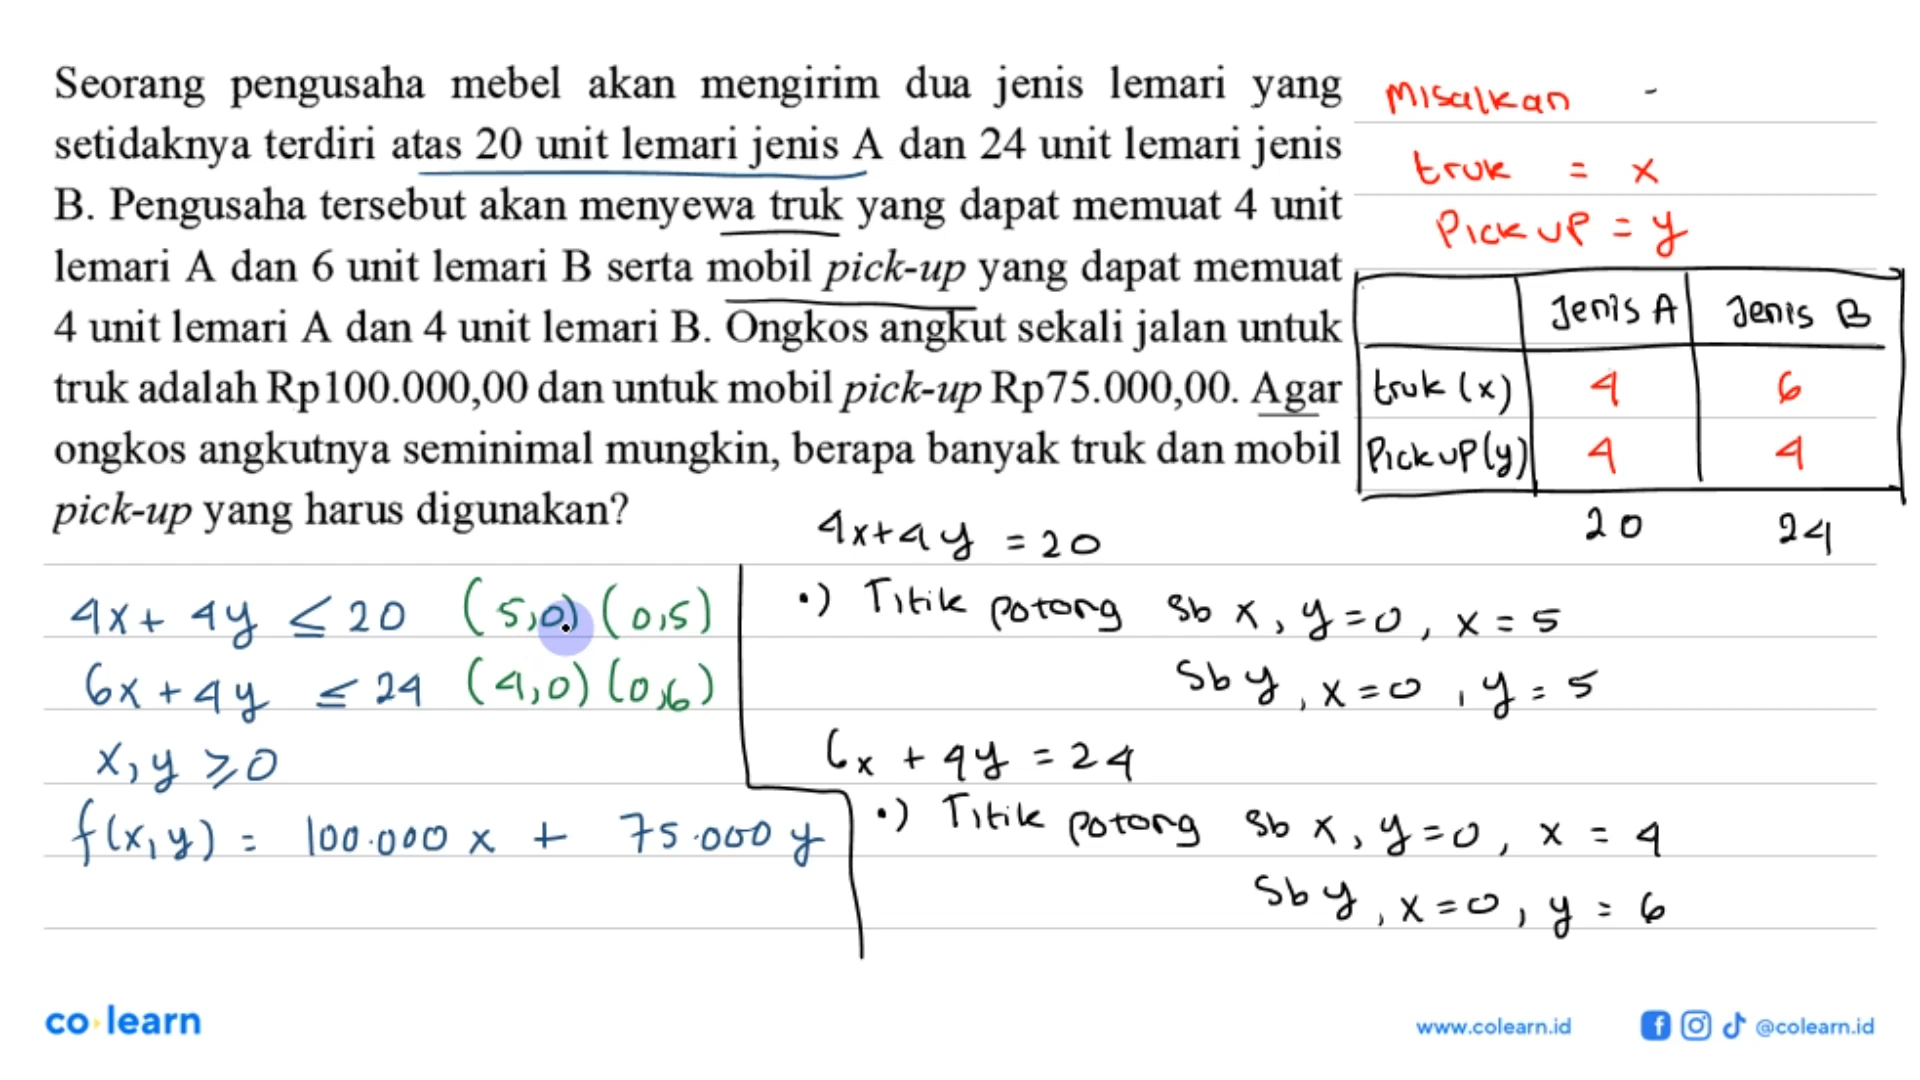 Seorang pengusaha mebel akan mengirim dua jenis lemari yang
setidaknya terdiri atas 20 unit lemari jenis A dan 24 unit lemari jenis
B. Pengusaha tersebut akan menyewa truk yang dapat memuat 4 unit
lemari A dan 6 unit lemari B serta mobil pick-up yang dapat memuat
4 unit lemari A dan 4 unit lemari B. Ongkos angkut sekali jalan untuk
truk adalah Rp100.000,00 dan untuk mobil pick-up Rp75.000,00. Agar
ongkos angkutnya seminimal mungkin, berapa banyak truk dan mobil
pick-up yang harus digunakan?
Misalkan -
truk = x
Pick up = y
Jenis A Jenis B
truk (x) 4 6
Pick up (y) 4 4
20 24
4x + 4y ≤ 20 (5,0) (0,5)
6x + 4y ≤ 24 (4,0) (0,6)
x, y ≥ 0
f(x,y) = 100.000 x + 75.000 y
4x+4y = 20
•) Titik potong Sb x, y=0, x = 5
Sb y, x=0, y = 5
6x + 4y = 24
•) Titik potong Sb x, y=0, x = 4
Sb y, x=0, y = 6
co learn
www.colearn.id
@colearn.id